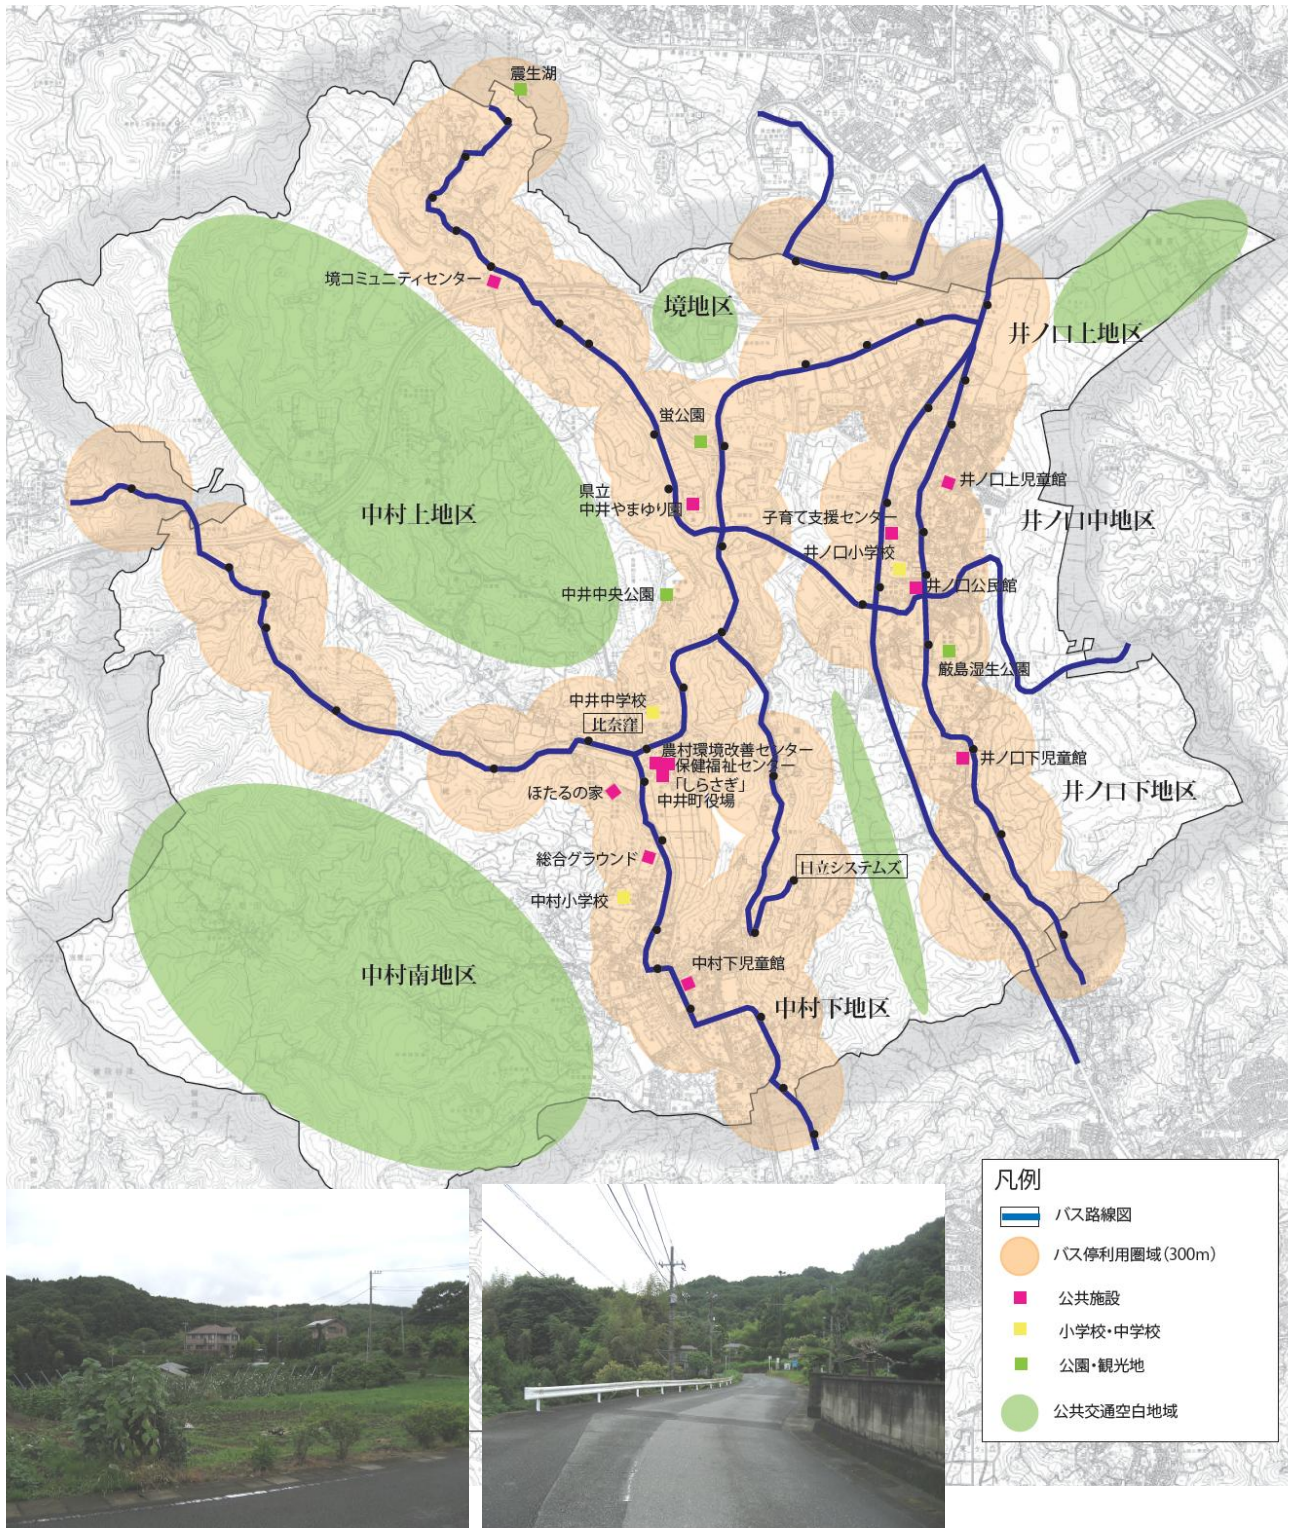 震生湖
境コミュニティセンター
境地区
井ノ口上地区
蛍公園
県立
中井やまゆり園
井ノ口上児童館
中村上地区
子育て支援センター
井ノ口中地区
井ノ口小学校
井ノ口公民館
中井中央公園
厳島湿生公園
中井中学校
比奈窪
農村環境改善センター
保健福祉センター
「しらさぎ」
中井町役場
ほたるの家
井ノ口下児童館
井ノ口下地区
総合グラウンド
日立システムズ
中村小学校
中村南地区
中村下児童館
中村下地区
凡例
バス路線図
バス停利用圏域(300m)
公共施設
小学校・中学校
公園・観光地
公共交通空白地域